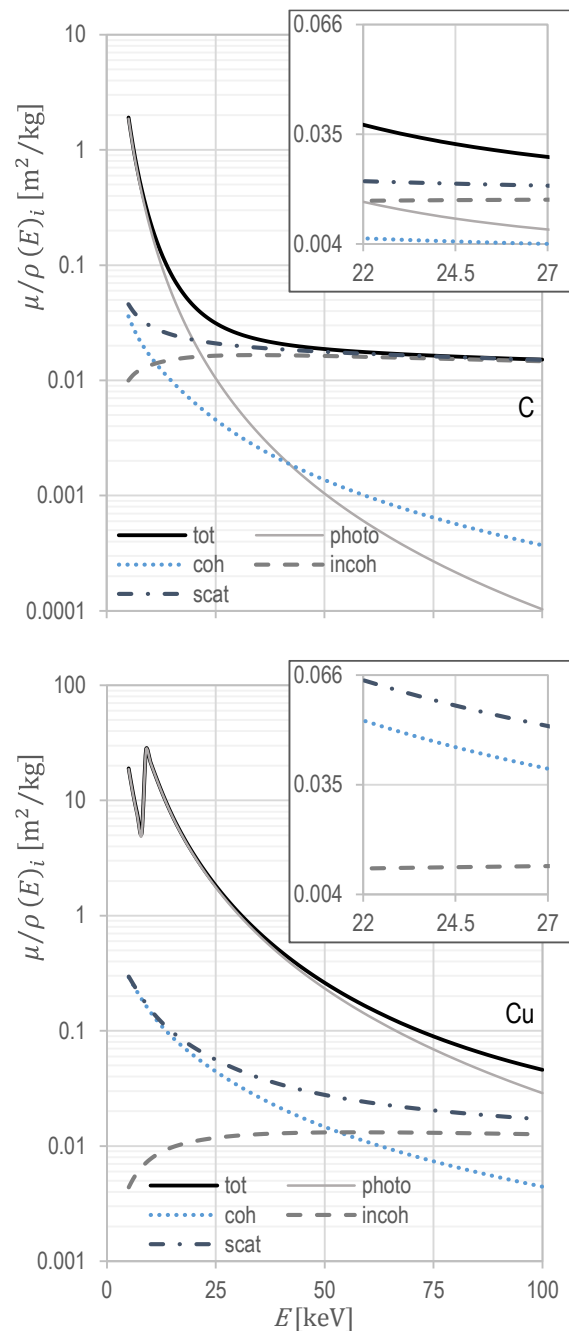 10
1
0.1
0.01
0.001
0.0001
μ/ρ (E)ᵢ [m²/kg]
0.066
0.035
0.004
22 24.5 27
C
tot photo
coh incoh
scat
100
10
1
0.1
0.01
0.001
μ/ρ (E)ᵢ [m²/kg]
0.066
0.035
0.004
22 24.5 27
Cu
tot photo
coh incoh
scat
0 25 50 75 100
E [keV]